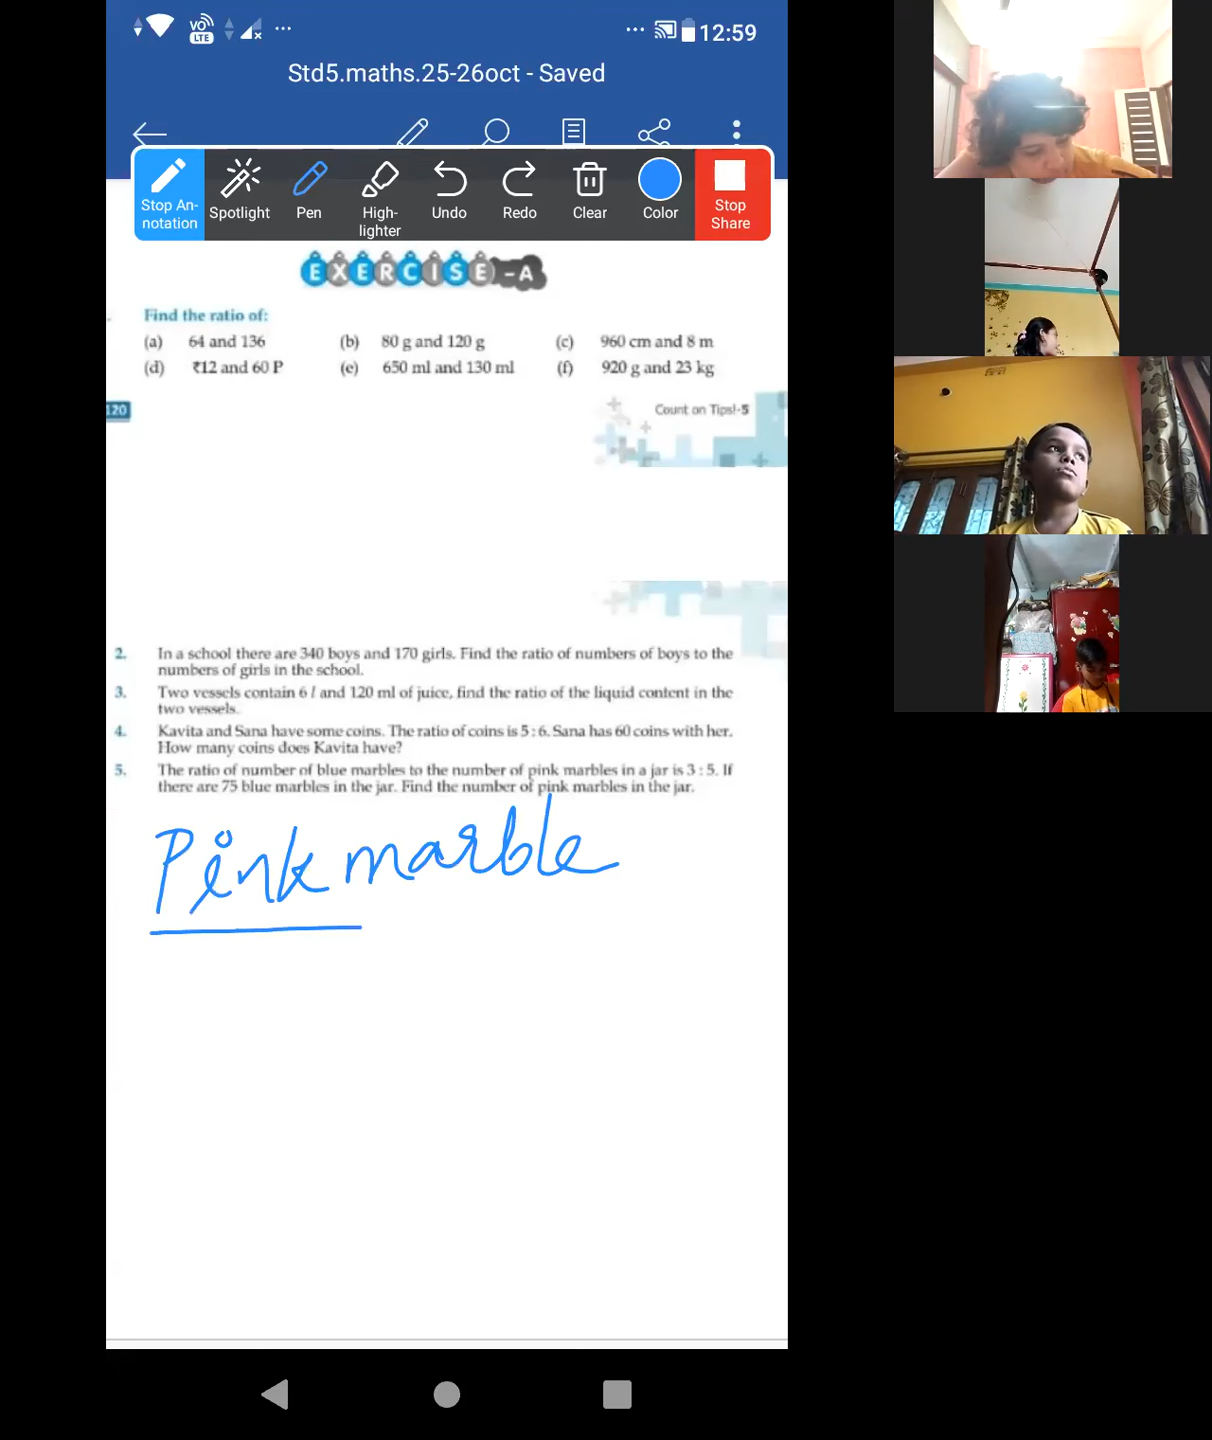 VO
LTE
12:59
Std5.maths.25-26oct - Saved
Stop An-
notation
Spotlight
Pen
High-
lighter
Undo
Redo
Clear
Color
Stop
Share
EXERCISE-A
Find the ratio of:
(a) 64 and 136 (b) 80 g and 120 g (c) 960 cm and 8 m
(d) ₹12 and 60 P (e) 650 ml and 130 ml (f) 920 g and 23 kg
120
Count on Tips!-5
2. In a school there are 340 boys and 170 girls. Find the ratio of numbers of boys to the
numbers of girls in the school.
3. Two vessels contain 6 l and 120 ml of juice, find the ratio of the liquid content in the
two vessels.
4. Kavita and Sana have some coins. The ratio of coins is 5 : 6. Sana has 60 coins with her.
How many coins does Kavita have?
5. The ratio of number of blue marbles to the number of pink marbles in a jar is 3 : 5. If
there are 75 blue marbles in the jar. Find the number of pink marbles in the jar.
Pink marble